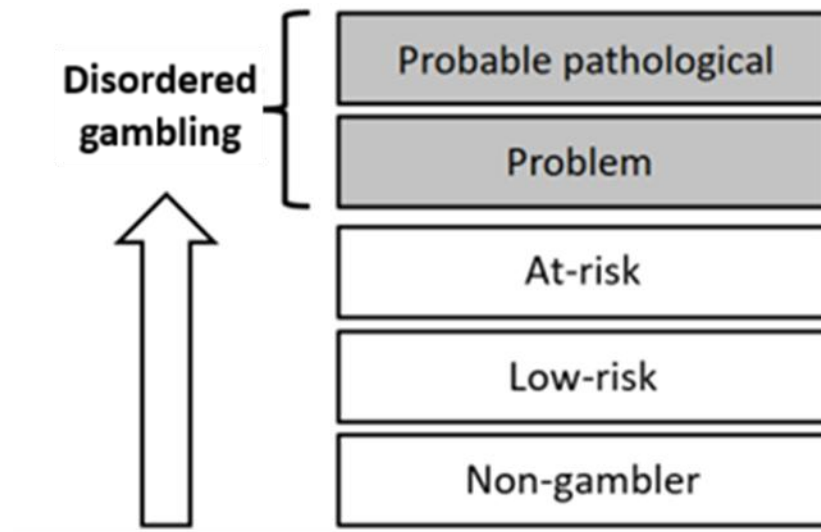 Disordered
gambling
Probable pathological
Problem
At-risk
Low-risk
Non-gambler